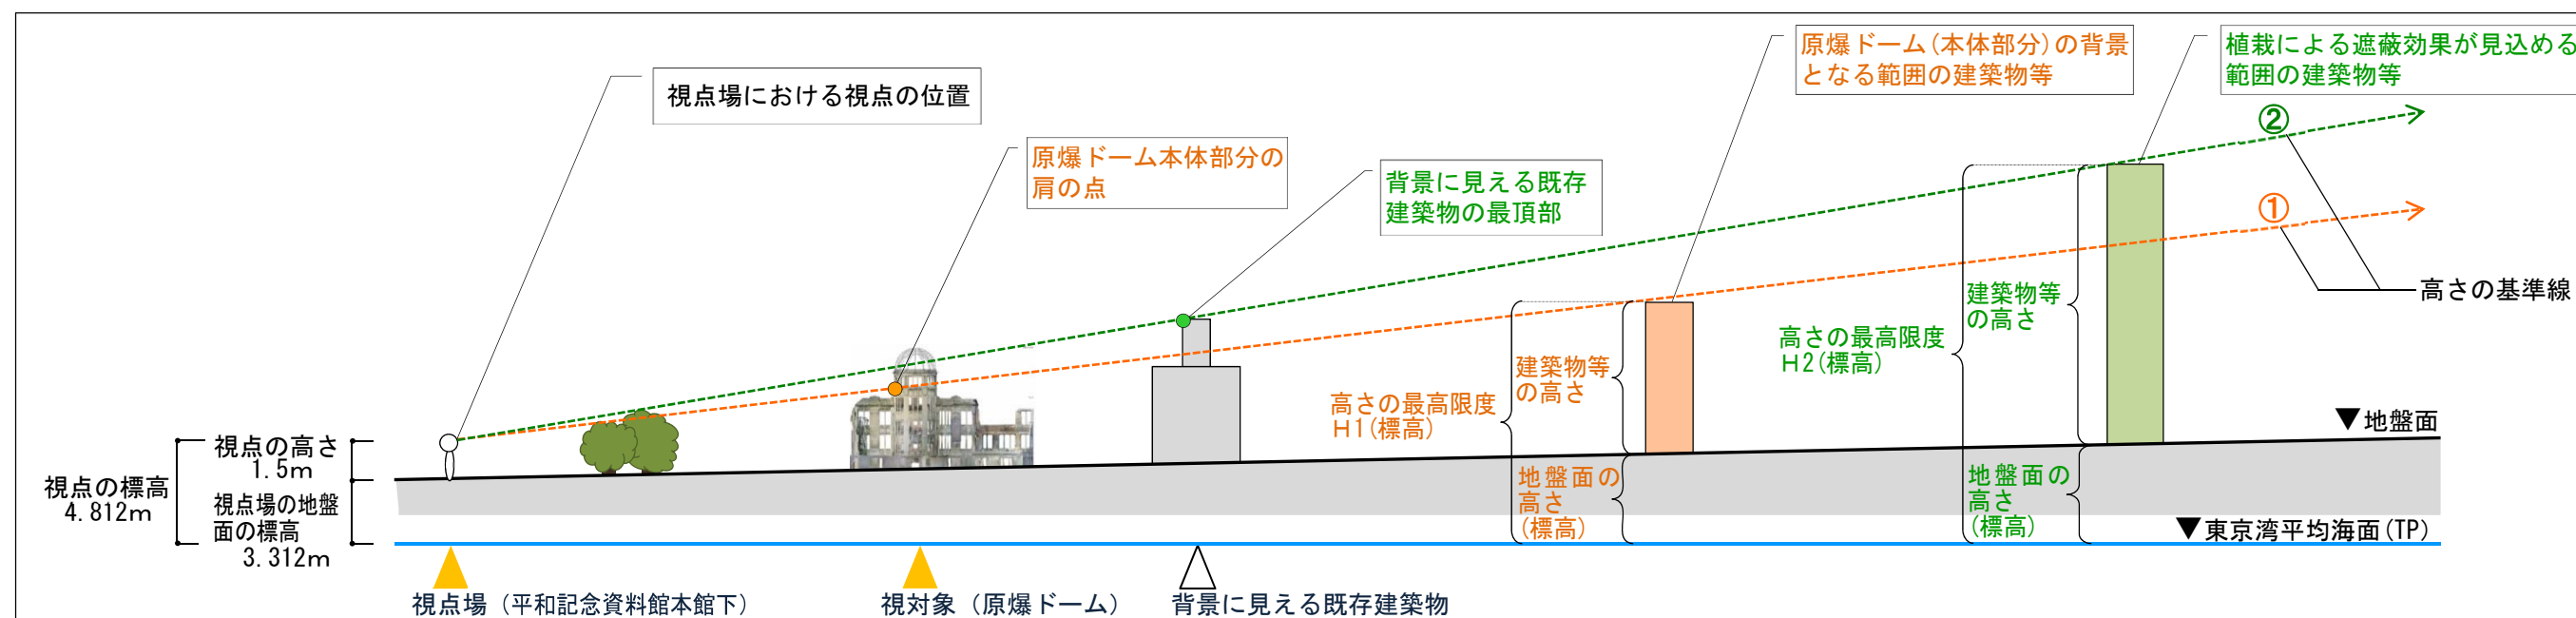 視点場における視点の位置
原爆ドーム本体部分の
肩の点
背景に見える既存
建築物の最頂部
原爆ドーム(本体部分)の背景
となる範囲の建築物等
植栽による遮蔽効果が見込める
範囲の建築物等
②
①
高さの基準線
建築物等
の高さ
高さの最高限度
H2(標高)
建築物等
の高さ
高さの最高限度
H1(標高)
地盤面の
高さ
(標高)
地盤面の
高さ
(標高)
▼地盤面
▼東京湾平均海面(TP)
視点の高さ
1.5m
視点の標高
4.812m
視点場の地盤
面の標高
3.312m
視点場（平和記念資料館本館下）
視対象（原爆ドーム）
背景に見える既存建築物